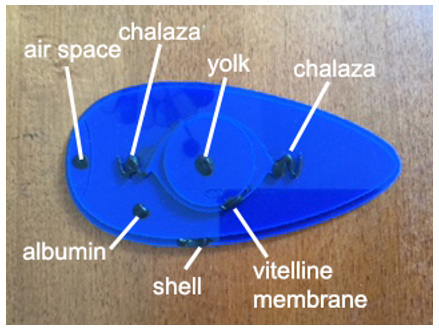 chalaza
air space
yolk
chalaza
albumin
shell
vitelline
membrane